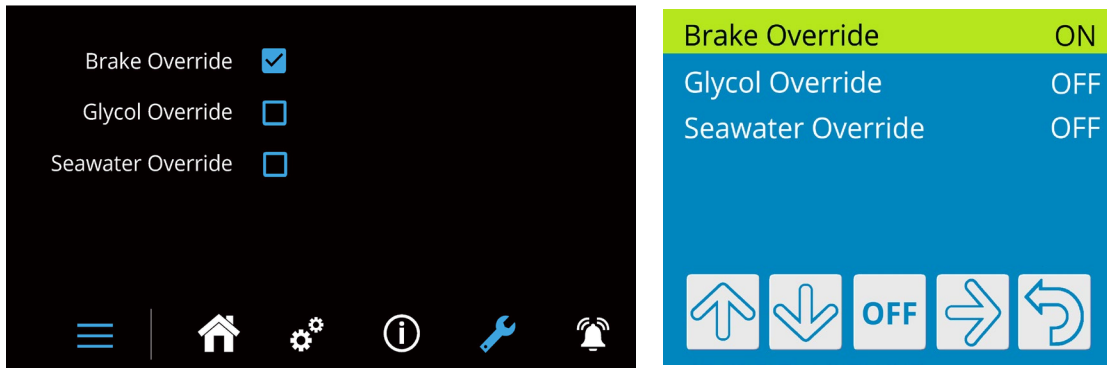 Brake Override
Glycol Override
Seawater Override
Brake Override ON
Glycol Override OFF
Seawater Override OFF
OFF